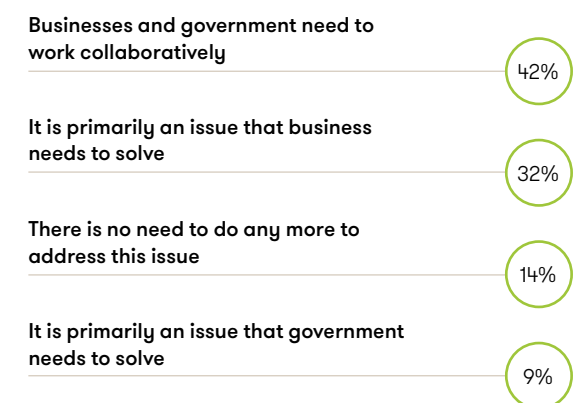 Businesses and government need to
work collaboratively
42%
It is primarily an issue that business
needs to solve
32%
There is no need to do any more to
address this issue
14%
It is primarily an issue that government
needs to solve
9%